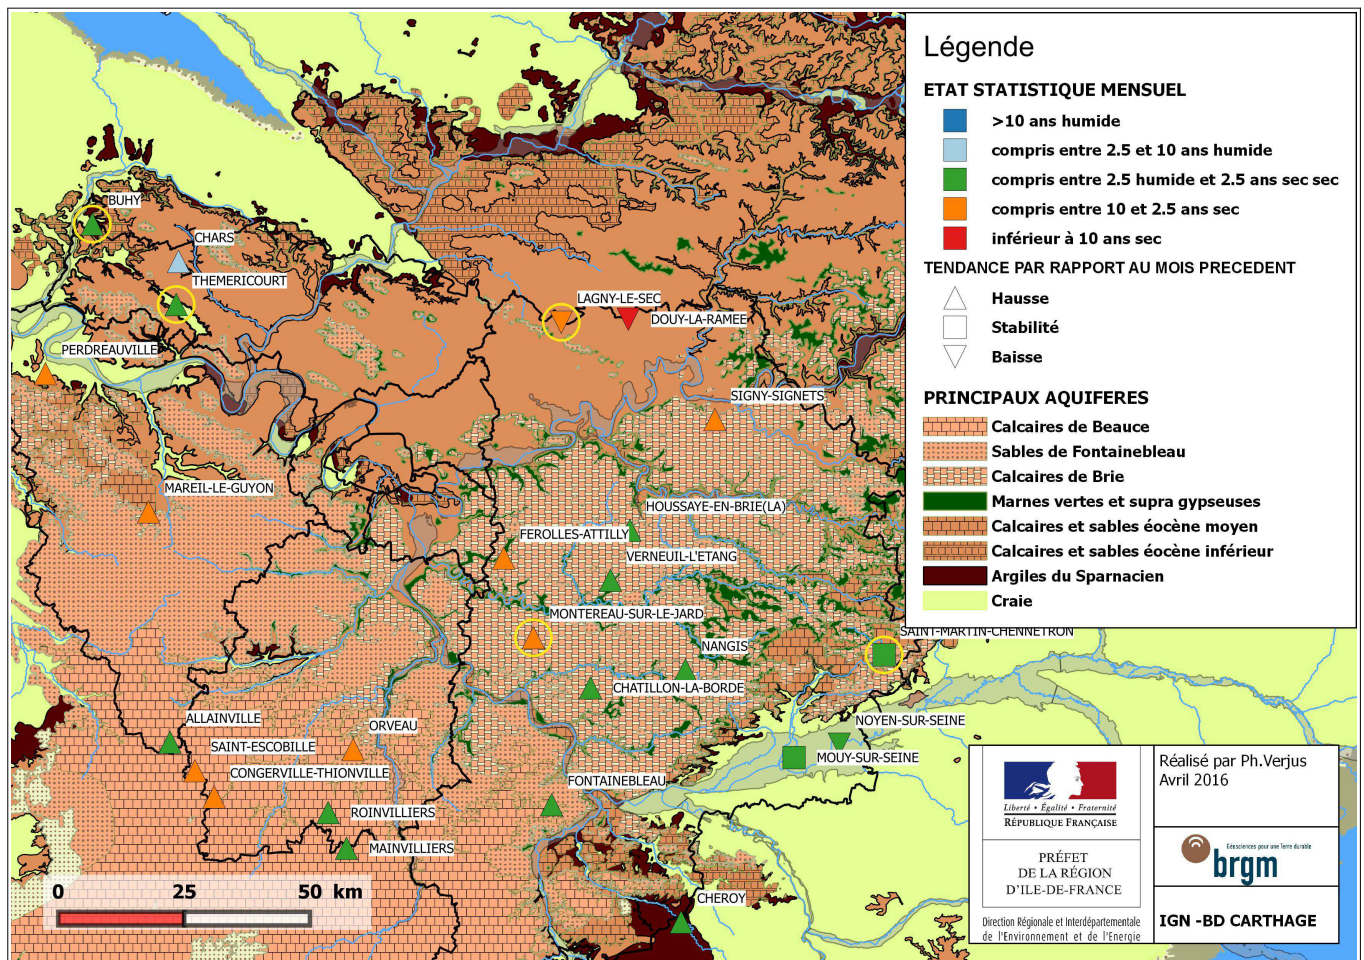 Légende
ETAT STATISTIQUE MENSUEL
>10 ans humide
compris entre 2.5 et 10 ans humide
compris entre 2.5 humide et 2.5 ans sec sec
compris entre 10 et 2.5 ans sec
inférieur à 10 ans sec
TENDANCE PAR RAPPORT AU MOIS PRECEDENT
Hausse
Stabilité
Baisse
PRINCIPAUX AQUIFERES
Calcaires de Beauce
Sables de Fontainebleau
Calcaires de Brie
Marnes vertes et supra gypseuses
Calcaires et sables éocène moyen
Calcaires et sables éocène inférieur
Argiles du Sparnacien
Craie
BUHY
CHARS
THEMERICOURT
LAGNY-LE-SEC
DOUY-LA-RAMEE
PERDREAUVILLE
SIGNY-SIGNETS
MAREIL-LE-GUYON
HOUSSAYE-EN-BRIE(LA)
FEROLLES-ATTILLY
VERNEUIL-L'ETANG
MONTEREAU-SUR-LE-JARD
SAINT-MARTIN-CHENNETRON
NANGIS
CHATILLON-LA-BORDE
ALLAINVILLE
ORVEAU
NOYEN-SUR-SEINE
SAINT-ESCOBILLE
MOUY-SUR-SEINE
CONGERVILLE-THIONVILLE
FONTAINEBLEAU
ROINVILLIERS
MAINVILLIERS
CHEROY
0 25 50 km
Liberté • Égalité • Fraternité
RÉPUBLIQUE FRANÇAISE
PRÉFET
DE LA RÉGION
D'ILE-DE-FRANCE
Direction Régionale et Interdépartementale
de l'Environnement et de l'Energie
Réalisé par Ph.Verjus
Avril 2016
Géosciences pour une Terre durable
brgm
IGN -BD CARTHAGE